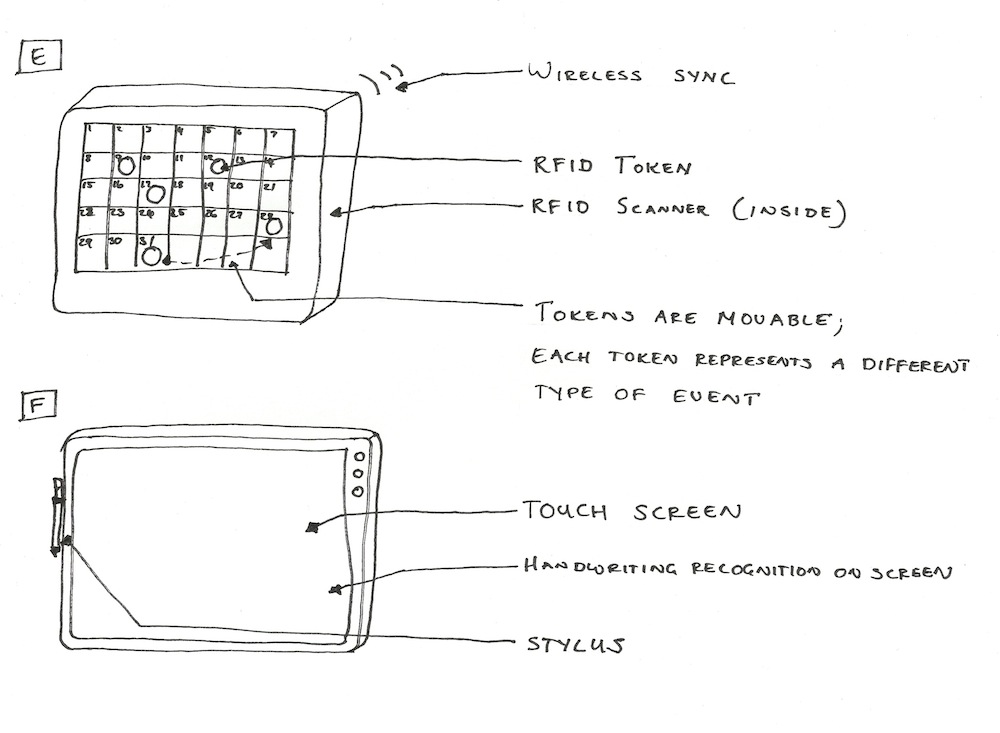 E
WIRELESS SYNC
1 2 3 4 5 6 7
8 9 10 11 12 13 14
RFID TOKEN
15 16 17 18 19 20 21
RFID SCANNER (INSIDE)
22 23 24 25 26 27 28
29 30 31
TOKENS ARE MOVABLE;
EACH TOKEN REPRESENTS A DIFFERENT
TYPE OF EVENT
F
TOUCH SCREEN
HANDWRITING RECOGNITION ON SCREEN
STYLUS